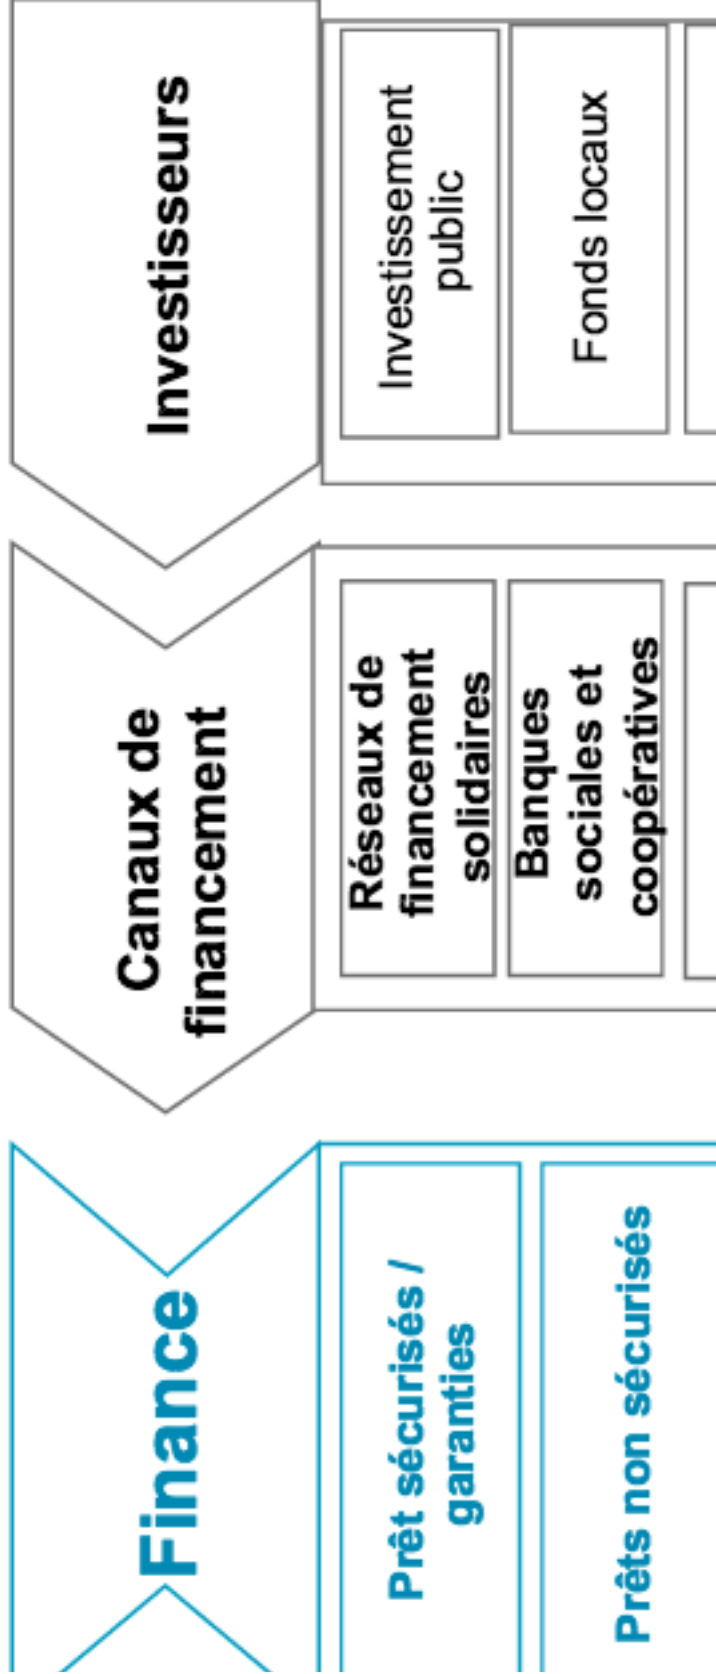 Investisseurs
Investissement
public
Fonds locaux
Canaux de
financement
Réseaux de
financement
solidaires
Banques
sociales et
coopératives
Finance
Prêt sécurisés /
garanties
Prêts non sécurisés